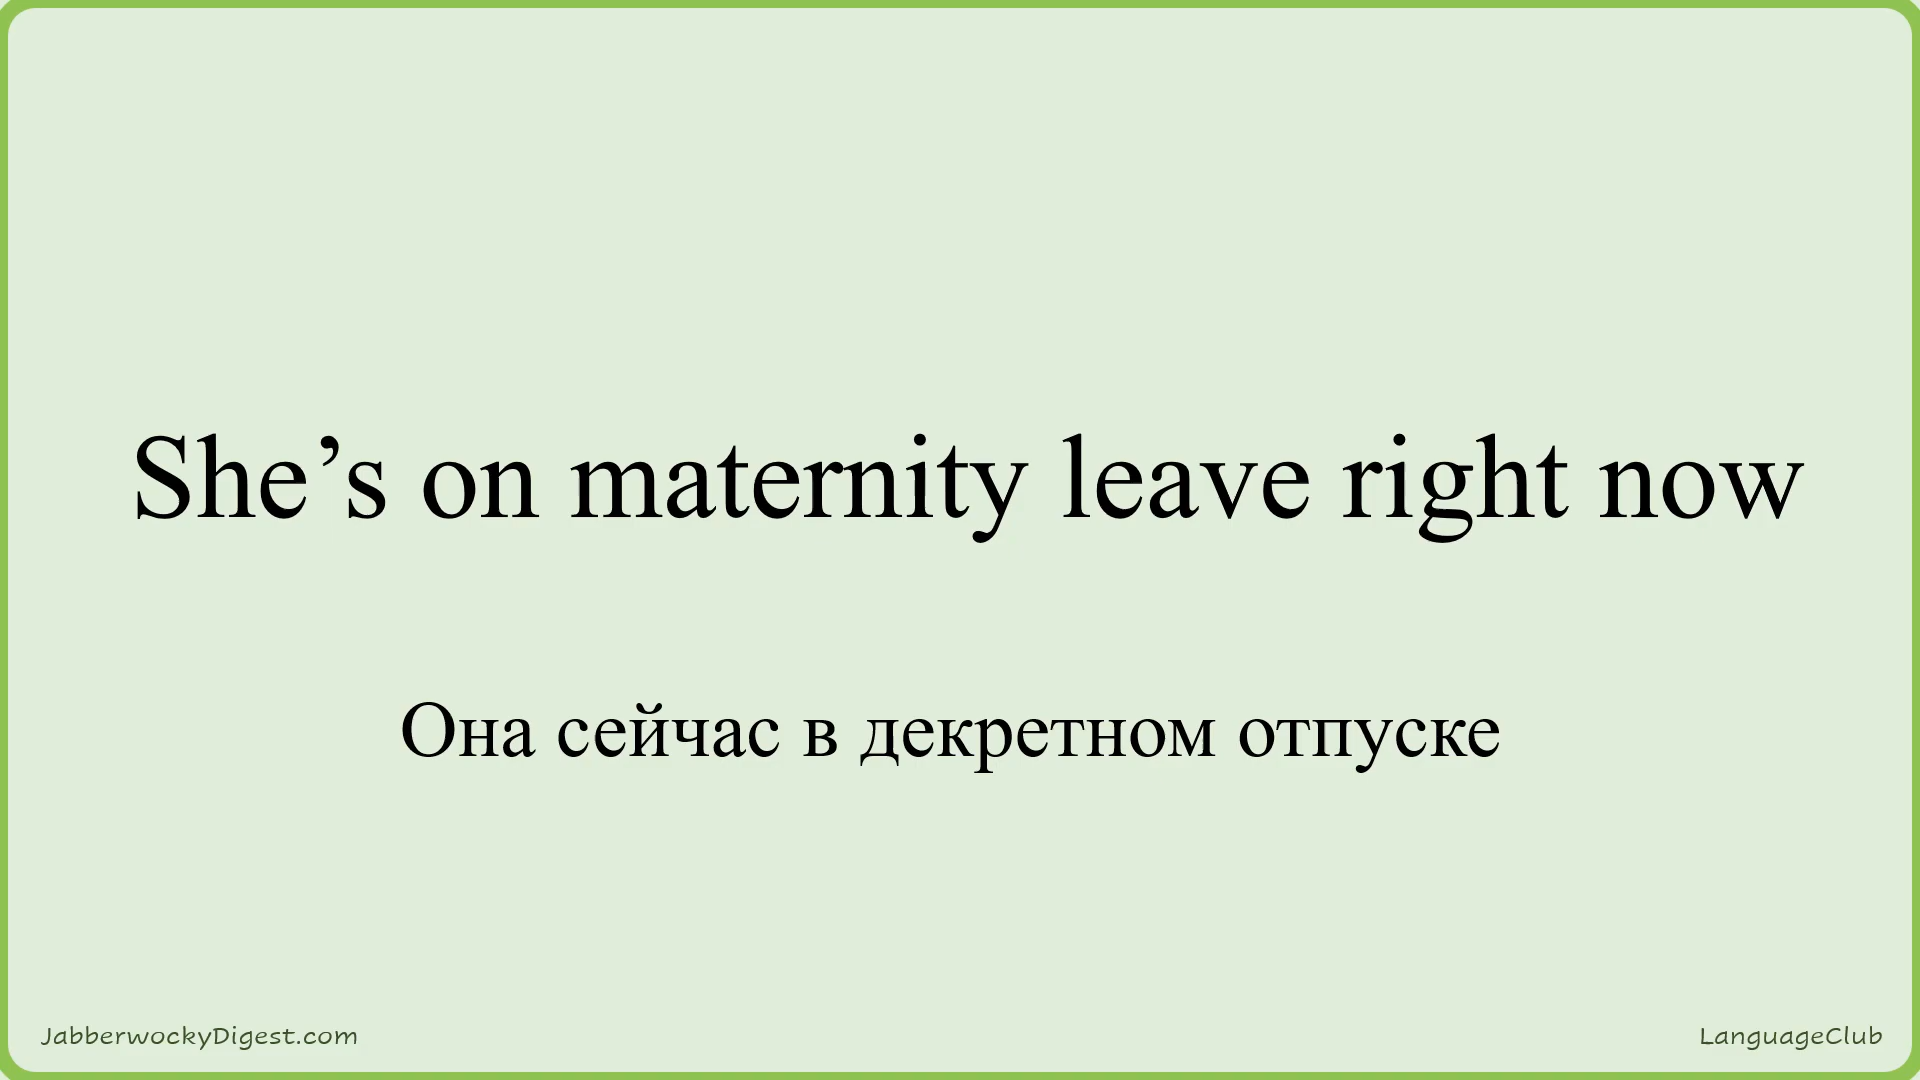 She’s on maternity leave right now
Она сейчас в декретном отпуске
JabberwockyDigest.com
LanguageClub